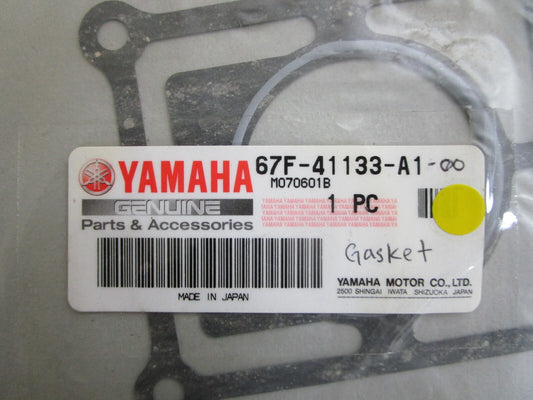 YAMAHA 67F-41133-A1-00
M070601B
GENUINE 1 PC
Parts & Accessories
Gasket
YAMAHA MOTOR CO., LTD.
2500 SHINGAI IWATA SHIZUOKA JAPAN
MADE IN JAPAN